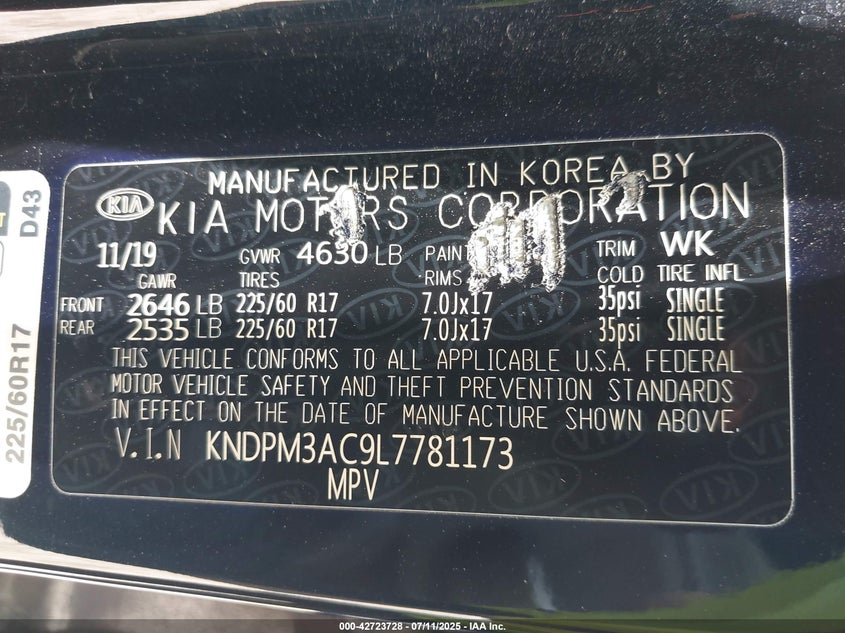 MANUFACTURED IN KOREA BY
KIA MOTORS CORPORATION
KIA
11/19 GVWR 4630 LB PAINT TRIM WK
GAWR TIRES RIMS COLD TIRE INFL
FRONT 2646 LB 225/60 R17 7.0Jx17 35psi SINGLE
REAR 2535 LB 225/60 R17 7.0Jx17 35psi SINGLE
THIS VEHICLE CONFORMS TO ALL APPLICABLE U.S.A. FEDERAL
MOTOR VEHICLE SAFETY AND THEFT PREVENTION STANDARDS
IN EFFECT ON THE DATE OF MANUFACTURE SHOWN ABOVE.
V.I.N KNDPM3AC9L7781173
MPV
225/60R17 D43
000-42723728 - 07/11/2025 - IAA Inc.